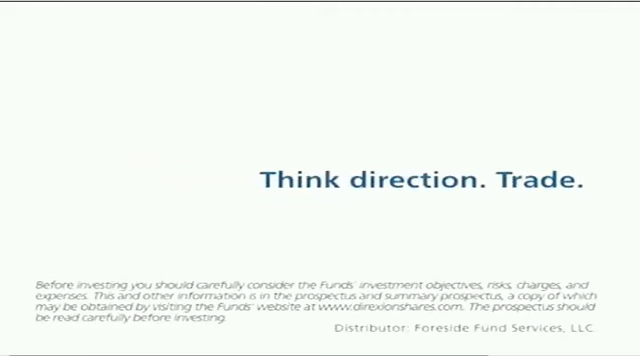 Think direction. Trade.
Before investing you should carefully consider the Funds' investment objectives, risks, charges, and
expenses. This and other information is in the prospectus and summary prospectus, a copy of which
may be obtained by visiting the Funds' website at www.direxionshares.com. The prospectus should
be read carefully before investing.
Distributor: Foreside Fund Services, LLC.